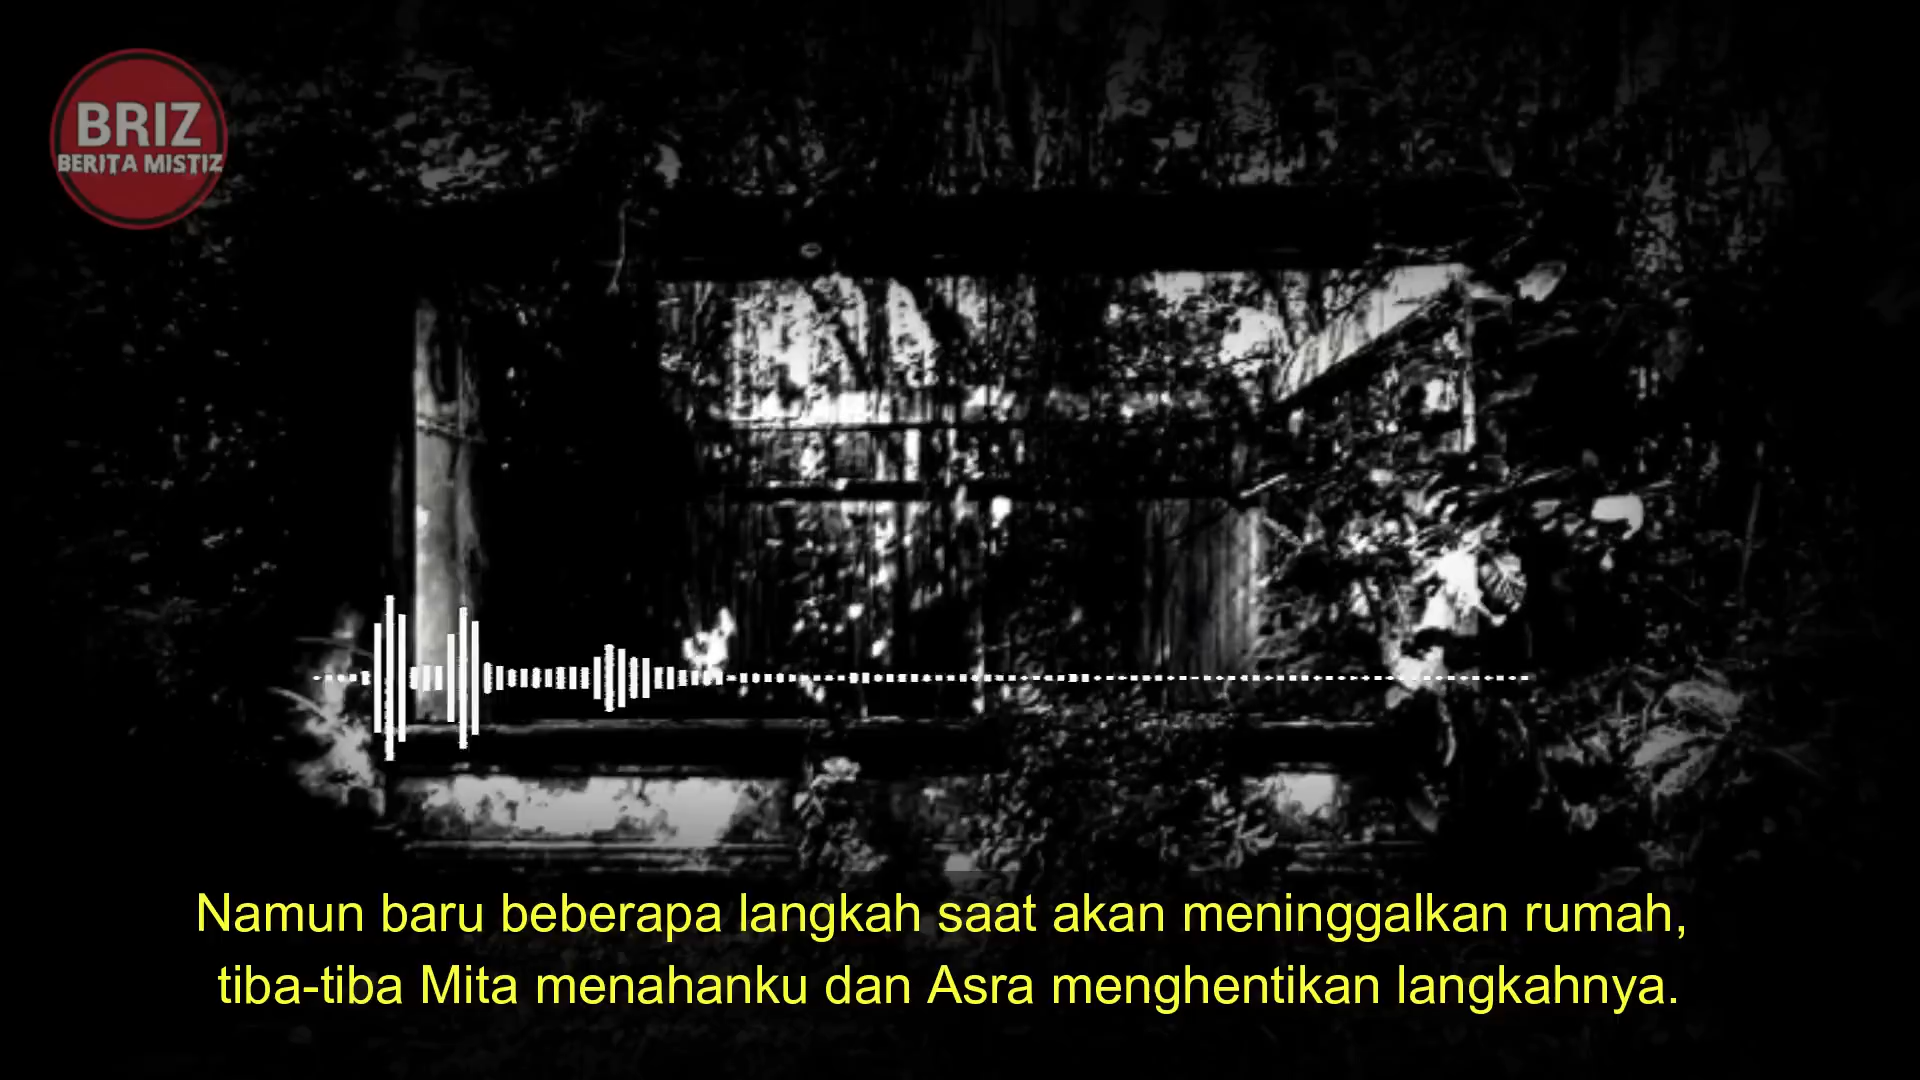 BRIZ
BERITA MISTIZ
Namun baru beberapa langkah saat akan meninggalkan rumah,
tiba-tiba Mita menahanku dan Asra menghentikan langkahnya.